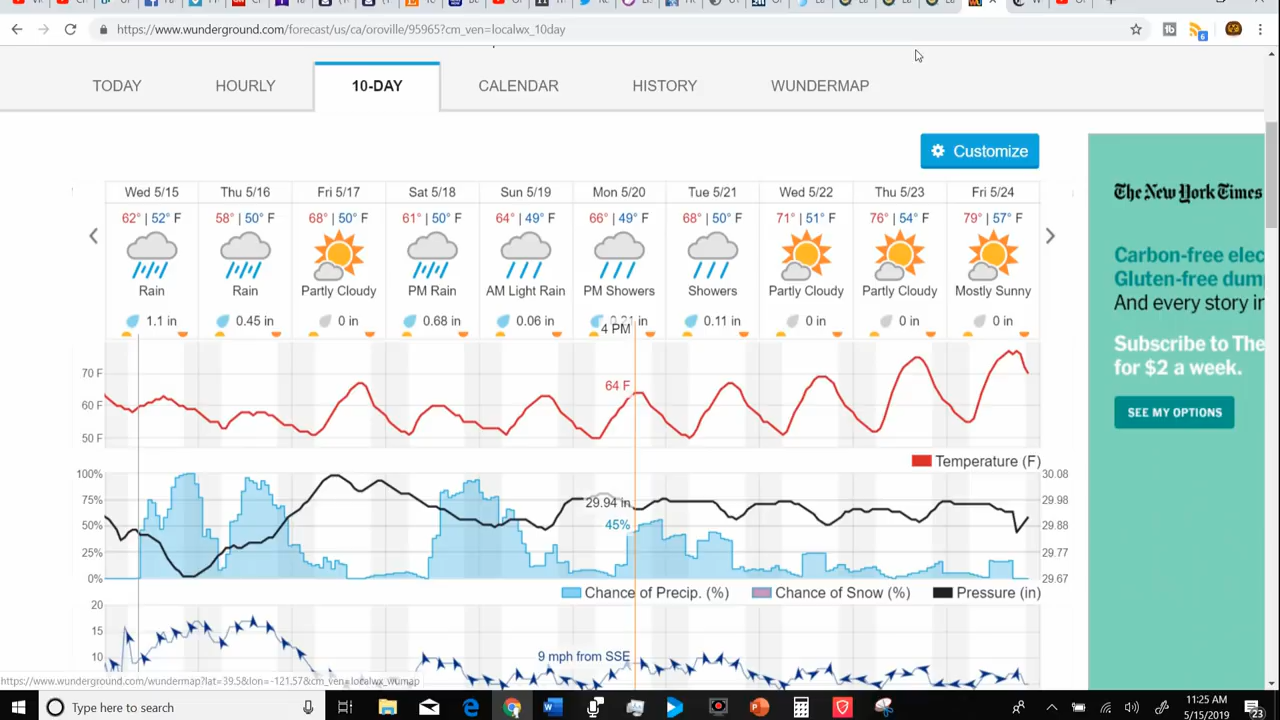 https://www.wunderground.com/forecast/us/ca/oroville/95965?cm_ven=localwx_10day
TODAY HOURLY 10-DAY CALENDAR HISTORY WUNDERMAP
Customize
Wed 5/15 Thu 5/16 Fri 5/17 Sat 5/18 Sun 5/19 Mon 5/20 Tue 5/21 Wed 5/22 Thu 5/23 Fri 5/24
62° | 52° F 58° | 50° F 68° | 50° F 61° | 50° F 64° | 49° F 66° | 49° F 68° | 50° F 71° | 51° F 76° | 54° F 79° | 57° F
Rain Rain Partly Cloudy PM Rain AM Light Rain PM Showers Showers Partly Cloudy Partly Cloudy Mostly Sunny
1.1 in 0.45 in 0 in 0.68 in 0.06 in 0.11 in 0 in 0 in 0 in
4 PM
70 F
64 F
60 F
50 F
Temperature (F)
100% 30.08
75% 29.98
29.94 in
50% 45% 29.88
25% 29.77
0% 29.67
Chance of Precip. (%) Chance of Snow (%) Pressure (in)
20
15
10
9 mph from SSE
The New York Times
Carbon-free elec
Gluten-free dum
And every story in
Subscribe to The
for $2 a week.
SEE MY OPTIONS
https://www.wunderground.com/wundermap?lat=39.5&lon=-121.57&cm_ven=localwx_wumap
Type here to search
11:25 AM
5/15/2019
23